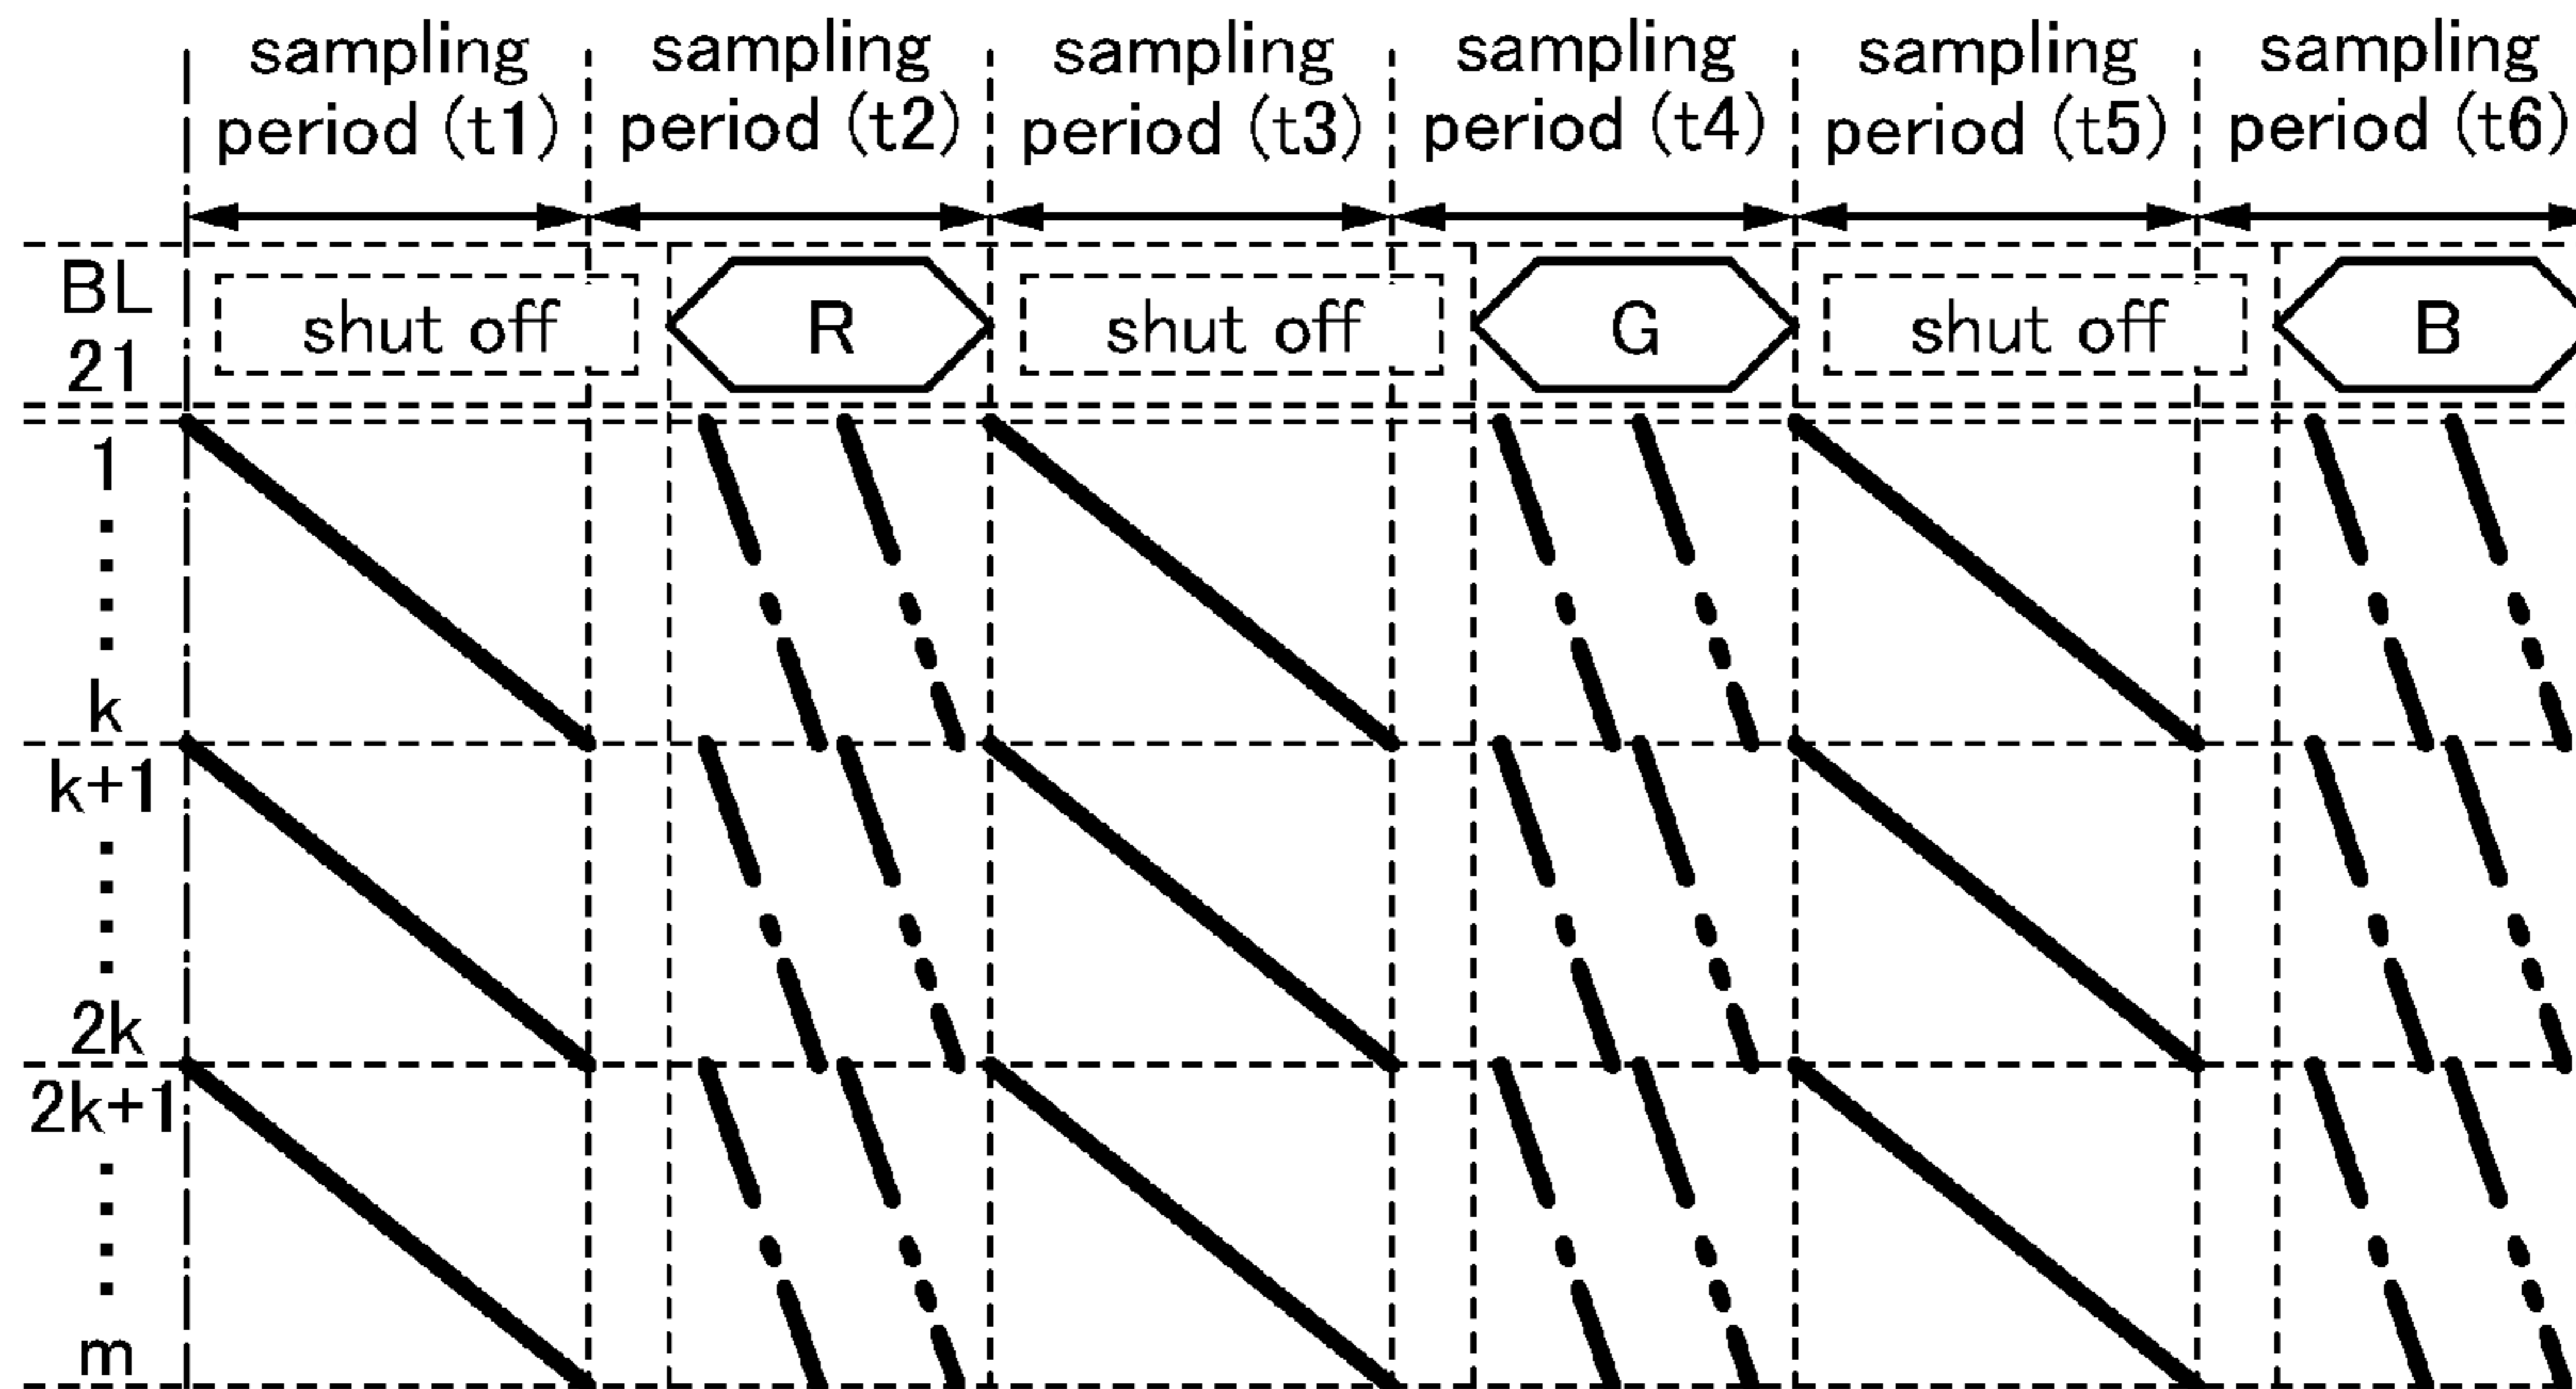 sampling period (t1)
sampling period (t2)
sampling period (t3)
sampling period (t4)
sampling period (t5)
sampling period (t6)
BL 21
shut off
R
shut off
G
shut off
B
1
k
k+1
2k
2k+1
m